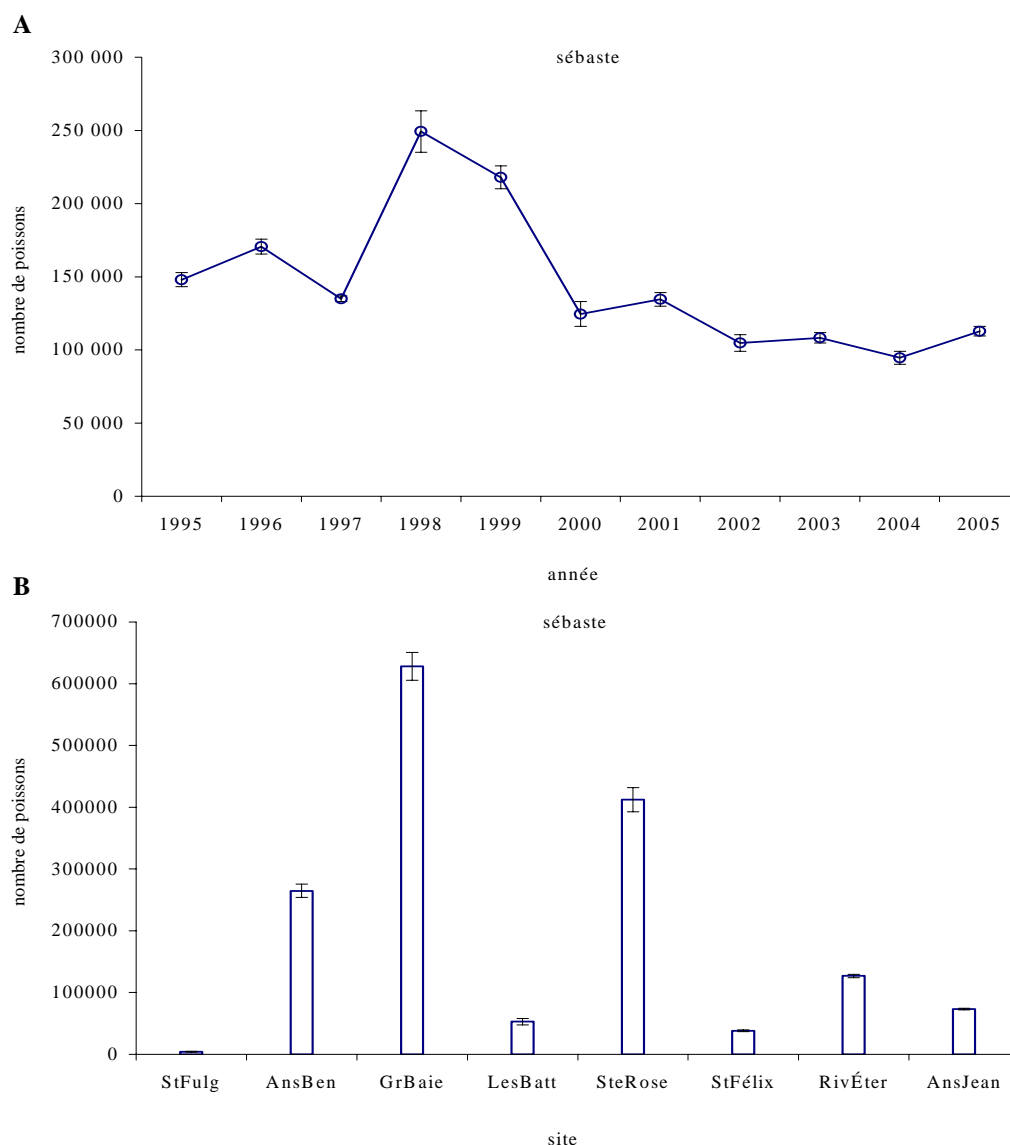 A
sébaste
300 000
250 000
200 000
150 000
100 000
50 000
0
nombre de poissons
1995 1996 1997 1998 1999 2000 2001 2002 2003 2004 2005
année
B
sébaste
700000
600000
500000
400000
300000
200000
100000
0
nombre de poissons
StFulg AnsBen GrBaie LesBatt SteRose StFélix RivÉter AnsJean
site